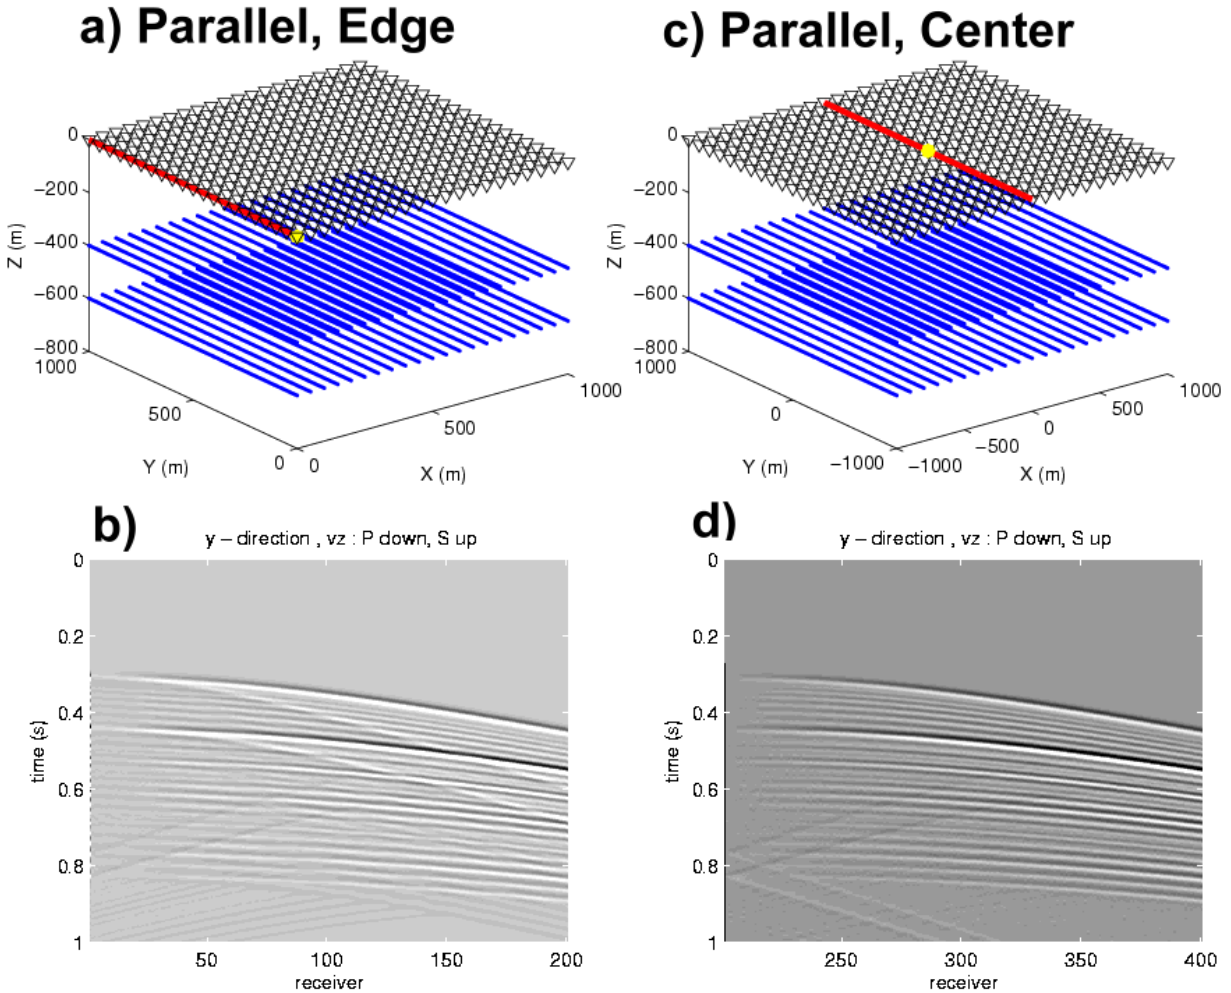 a) Parallel, Edge
0
−200
−400
−600
−800
Z (m)
1000
500
0
Y (m)
0
500
1000
X (m)
c) Parallel, Center
0
−200
−400
−600
−800
Z (m)
1000
0
−1000
Y (m)
−1000
−500
0
500
1000
X (m)
b)
y − direction , vz : P down, S up
0
0.2
0.4
0.6
0.8
1
time (s)
50
100
150
200
receiver
d)
y − direction , vz : P down, S up
0
0.2
0.4
0.6
0.8
1
time (s)
250
300
350
400
receiver